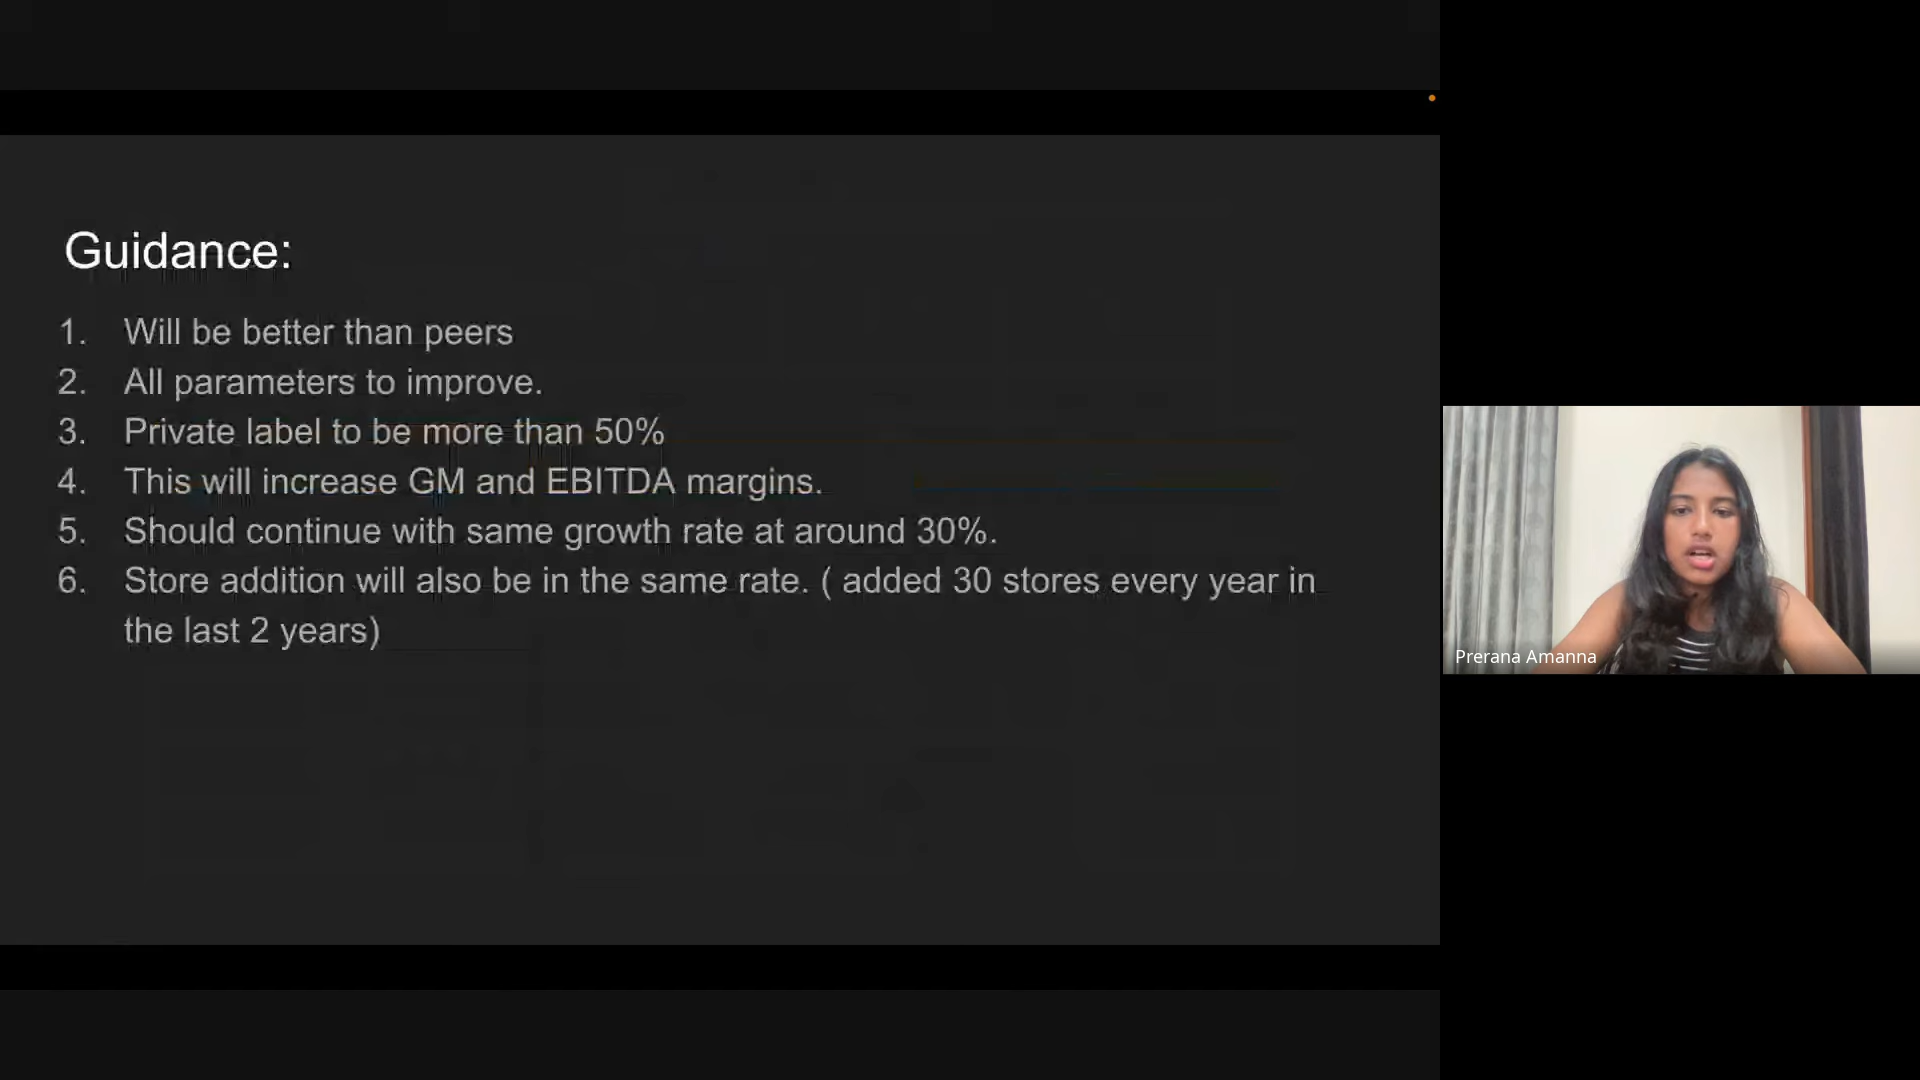 Guidance:
1. Will be better than peers
2. All parameters to improve.
3. Private label to be more than 50%
4. This will increase GM and EBITDA margins.
5. Should continue with same growth rate at around 30%.
6. Store addition will also be in the same rate. ( added 30 stores every year in
the last 2 years)
Prerana Amanna